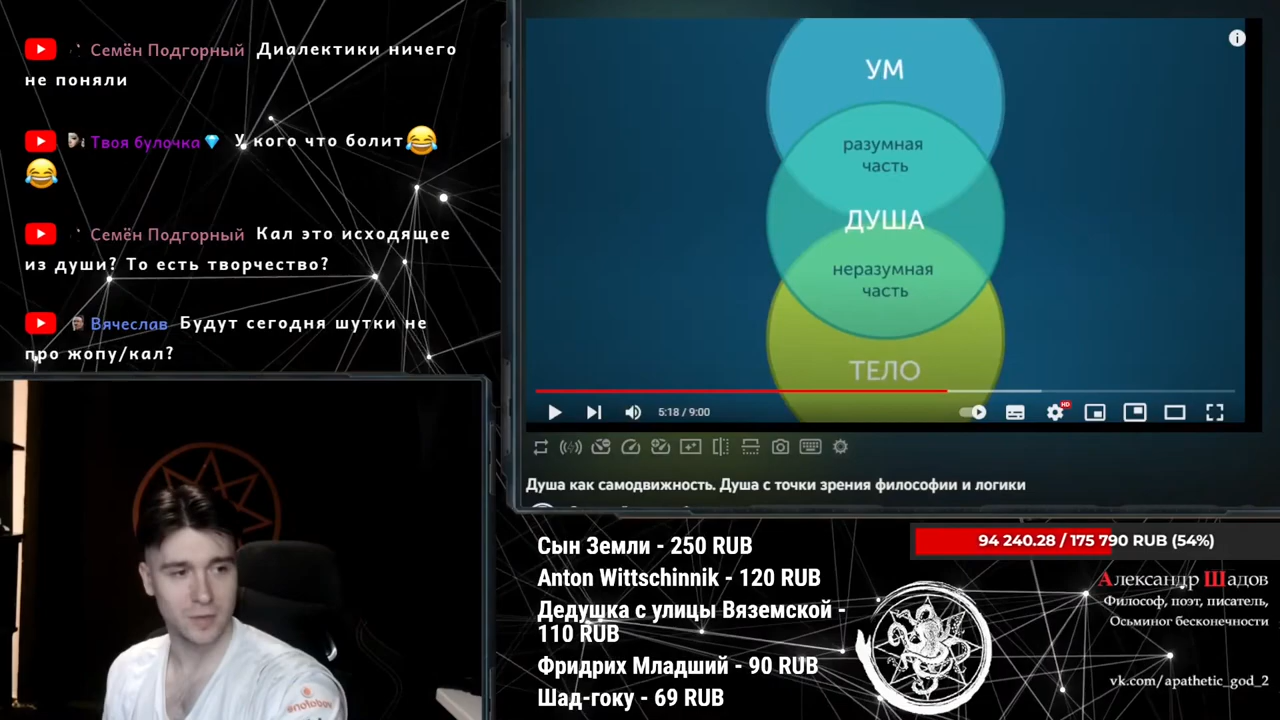 Семён Подгорный Диалектики ничего
не поняли
Твоя булочка💎 У кого что болит😂
😂
Семён Подгорный Кал это исходящее
из души? То есть творчество?
Вячеслав Будут сегодня шутки не
про жопу/кал?
УМ
разумная
часть
ДУША
неразумная
часть
ТЕЛО
5:18 / 9:00
HD
Душа как самодвижность. Душа с точки зрения философии и логики
Сын Земли - 250 RUB
Anton Wittschinnik - 120 RUB
Дедушка с улицы Вяземской -
110 RUB
Фридрих Младший - 90 RUB
Шад-гоку - 69 RUB
94 240.28 / 175 790 RUB (54%)
Александр Шадов
Философ, поэт, писатель,
Осьминог бесконечности
vk.com/apathetic_god_2